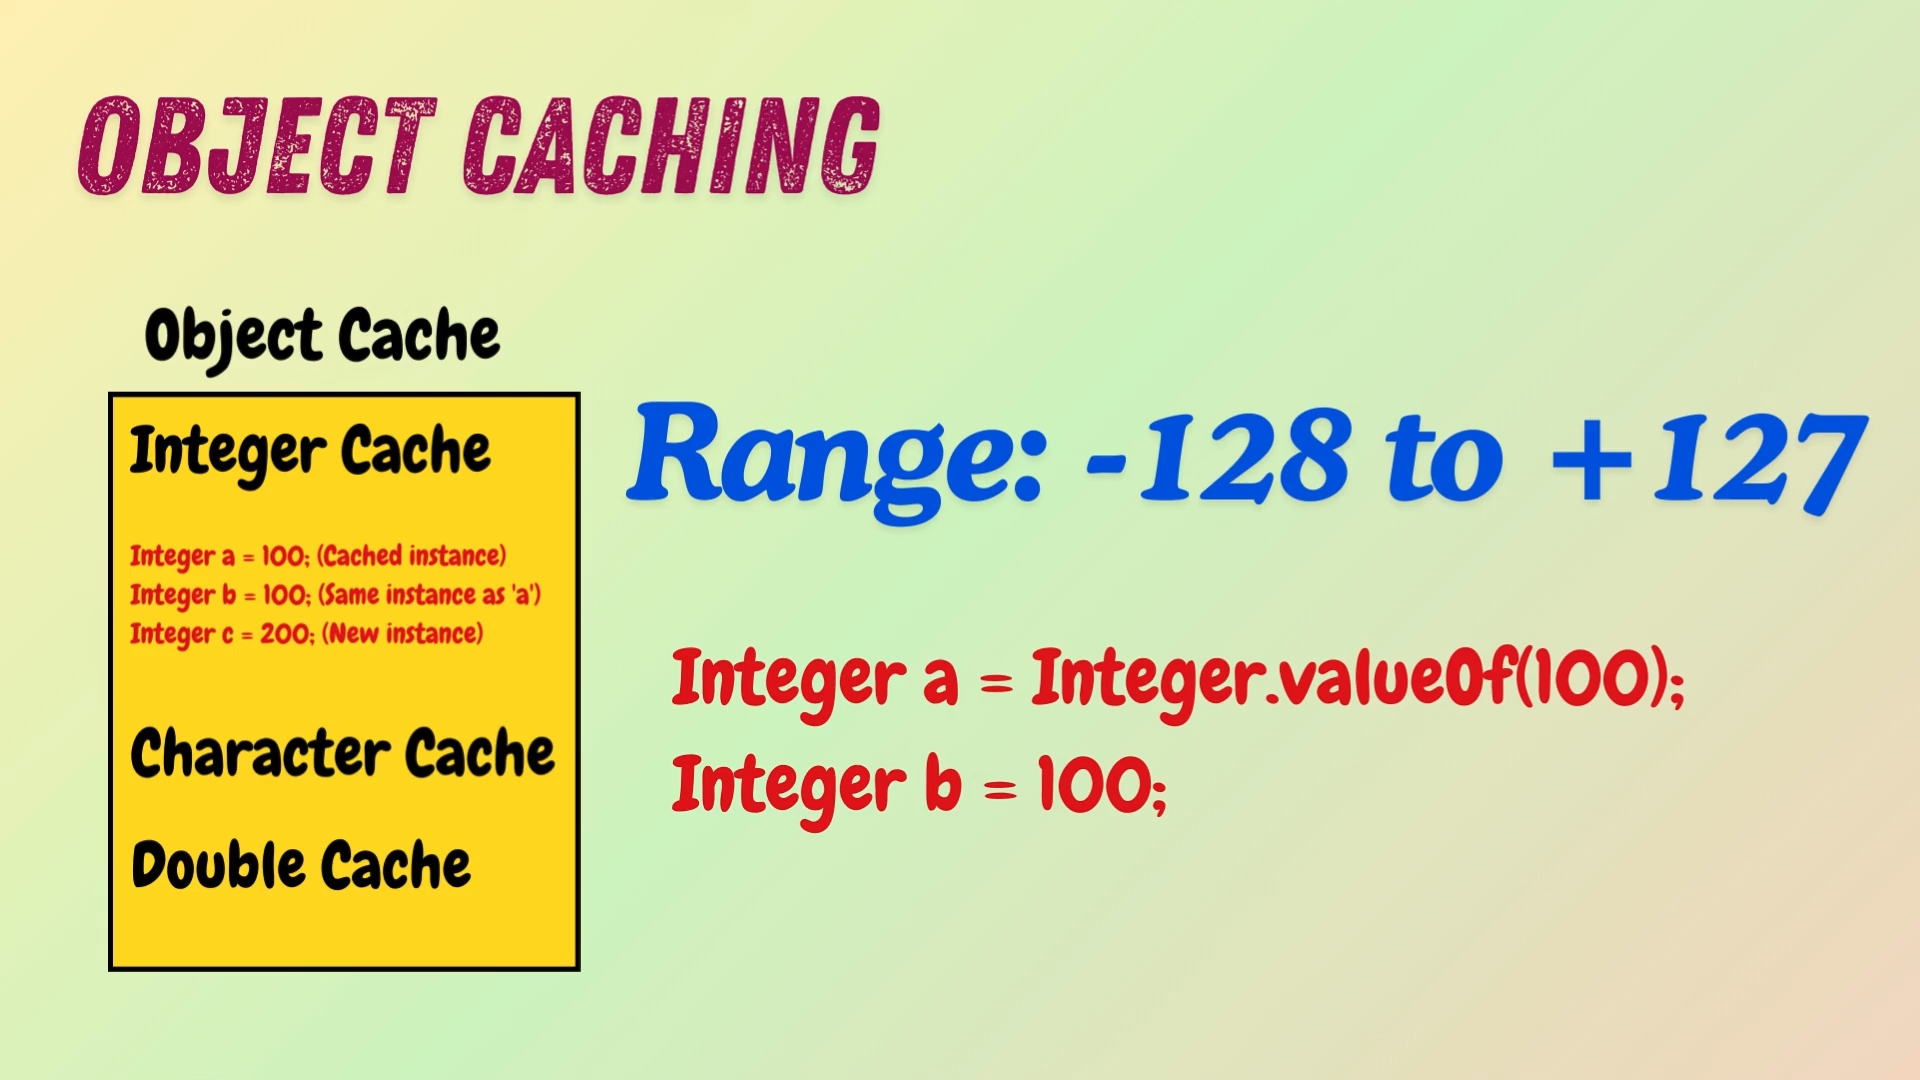 OBJECT CACHING
Object Cache
Integer Cache
Integer a = 100; (Cached instance)
Integer b = 100; (Same instance as 'a')
Integer c = 200; (New instance)
Character Cache
Double Cache
Range: -128 to +127
Integer a = Integer.valueOf(100);
Integer b = 100;